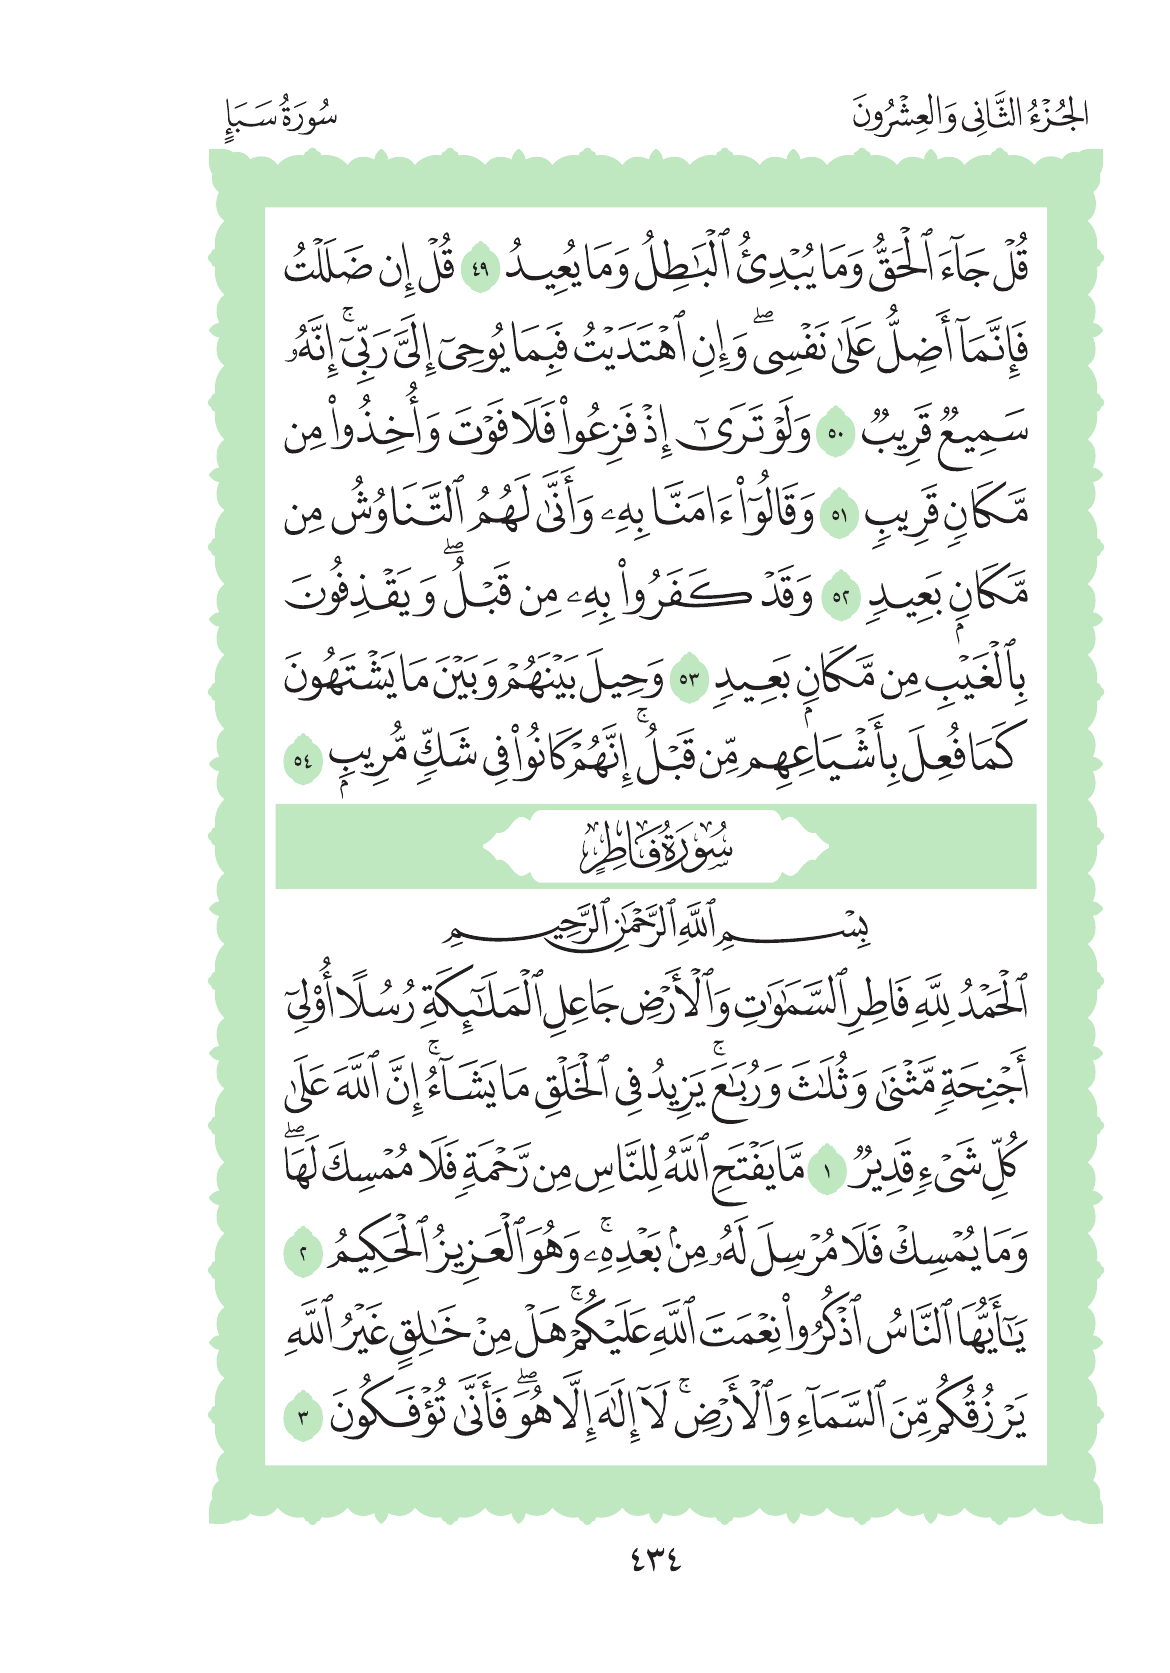 الجُزْءُ الثَّانِي وَالعِشْرُونَ
سُورَةُ سَبَإٍ
قُلْ جَآءَ ٱلْحَقُّ وَمَا يُبْدِئُ ٱلْبَٰطِلُ وَمَا يُعِيدُ ٤٩ قُلْ إِن ضَلَلْتُ
فَإِنَّمَآ أَضِلُّ عَلَىٰ نَفْسِىۖ وَإِنِ ٱهْتَدَيْتُ فَبِمَا يُوحِىٓ إِلَىَّ رَبِّىٓۚ إِنَّهُۥ
سَمِيعٌ قَرِيبٌ ٥٠ وَلَوْ تَرَىٰٓ إِذْ فَزِعُوا۟ فَلَا فَوْتَ وَأُخِذُوا۟ مِن
مَّكَانٍ قَرِيبٍ ٥١ وَقَالُوٓا۟ ءَامَنَّا بِهِۦ وَأَنَّىٰ لَهُمُ ٱلتَّنَاوُشُ مِن
مَّكَانٍۭ بَعِيدٍ ٥٢ وَقَدْ كَفَرُوا۟ بِهِۦ مِن قَبْلُۖ وَيَقْذِفُونَ
بِٱلْغَيْبِ مِن مَّكَانٍۭ بَعِيدٍ ٥٣ وَحِيلَ بَيْنَهُمْ وَبَيْنَ مَا يَشْتَهُونَ
كَمَا فُعِلَ بِأَشْيَاعِهِم مِّن قَبْلُۚ إِنَّهُمْ كَانُوا۟ فِى شَكٍّ مُّرِيبٍۭ ٥٤
سُورَةُ فَاطِرٍ
بِسْمِ ٱللَّهِ ٱلرَّحْمَٰنِ ٱلرَّحِيمِ
ٱلْحَمْدُ لِلَّهِ فَاطِرِ ٱلسَّمَٰوَٰتِ وَٱلْأَرْضِ جَاعِلِ ٱلْمَلَٰٓئِكَةِ رُسُلًا أُو۟لِىٓ
أَجْنِحَةٍ مَّثْنَىٰ وَثُلَٰثَ وَرُبَٰعَۚ يَزِيدُ فِى ٱلْخَلْقِ مَا يَشَآءُۚ إِنَّ ٱللَّهَ عَلَىٰ
كُلِّ شَىْءٍ قَدِيرٌ ١ مَّا يَفْتَحِ ٱللَّهُ لِلنَّاسِ مِن رَّحْمَةٍ فَلَا مُمْسِكَ لَهَاۖ
وَمَا يُمْسِكْ فَلَا مُرْسِلَ لَهُۥ مِنۢ بَعْدِهِۦۚ وَهُوَ ٱلْعَزِيزُ ٱلْحَكِيمُ ٢
يَٰٓأَيُّهَا ٱلنَّاسُ ٱذْكُرُوا۟ نِعْمَتَ ٱللَّهِ عَلَيْكُمْۚ هَلْ مِنْ خَٰلِقٍ غَيْرُ ٱللَّهِ
يَرْزُقُكُم مِّنَ ٱلسَّمَآءِ وَٱلْأَرْضِۚ لَآ إِلَٰهَ إِلَّا هُوَۖ فَأَنَّىٰ تُؤْفَكُونَ ٣
٤٣٤